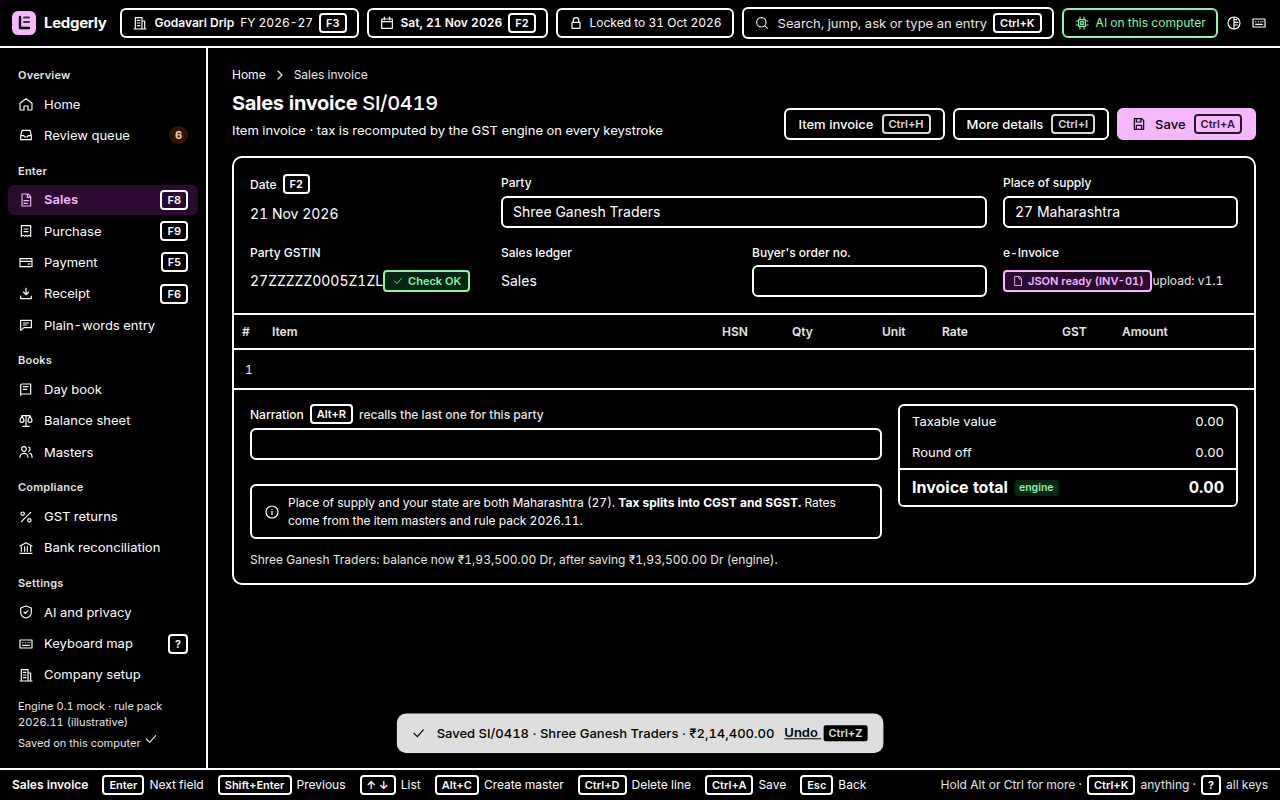 Ledgerly
Godavari Drip FY 2026-27 F3
Sat, 21 Nov 2026 F2
Locked to 31 Oct 2026
Search, jump, ask or type an entry Ctrl+K
AI on this computer
Overview
Home
Review queue 6
Enter
Sales F8
Purchase F9
Payment F5
Receipt F6
Plain-words entry
Books
Day book
Balance sheet
Masters
Compliance
GST returns
Bank reconciliation
Settings
AI and privacy
Keyboard map ?
Company setup
Engine 0.1 mock · rule pack
2026.11 (illustrative)
Saved on this computer
Home > Sales invoice
Sales invoice SI/0419
Item invoice · tax is recomputed by the GST engine on every keystroke
Item invoice Ctrl+H
More details Ctrl+I
Save Ctrl+A
Date F2
Party
Place of supply
21 Nov 2026
Shree Ganesh Traders
27 Maharashtra
Party GSTIN
Sales ledger
Buyer's order no.
e-Invoice
27ZZZZZ0005Z1ZL Check OK
Sales
JSON ready (INV-01) upload: v1.1
# Item HSN Qty Unit Rate GST Amount
1
Narration Alt+R recalls the last one for this party
Taxable value 0.00
Round off 0.00
Invoice total engine 0.00
Place of supply and your state are both Maharashtra (27). Tax splits into CGST and SGST. Rates
come from the item masters and rule pack 2026.11.
Shree Ganesh Traders: balance now ₹1,93,500.00 Dr, after saving ₹1,93,500.00 Dr (engine).
Saved SI/0418 · Shree Ganesh Traders · ₹2,14,400.00 Undo Ctrl+Z
Sales invoice Enter Next field Shift+Enter Previous ↑↓ List Alt+C Create master Ctrl+D Delete line Ctrl+A Save Esc Back Hold Alt or Ctrl for more · Ctrl+K anything · ? all keys